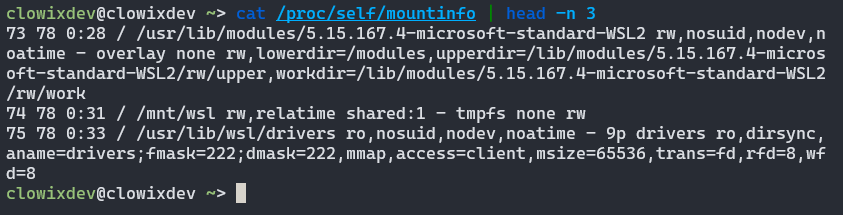 clowixdev@clowixdev ~> cat /proc/self/mountinfo | head -n 3
73 78 0:28 / /usr/lib/modules/5.15.167.4-microsoft-standard-WSL2 rw,nosuid,nodev,n
oatime - overlay none rw,lowerdir=/modules,upperdir=/lib/modules/5.15.167.4-micros
oft-standard-WSL2/rw/upper,workdir=/lib/modules/5.15.167.4-microsoft-standard-WSL2
/rw/work
74 78 0:31 / /mnt/wsl rw,relatime shared:1 - tmpfs none rw
75 78 0:33 / /usr/lib/wsl/drivers ro,nosuid,nodev,noatime - 9p drivers ro,dirsync,
aname=drivers;fmask=222;dmask=222,mmap,access=client,msize=65536,trans=fd,rfd=8,wf
d=8
clowixdev@clowixdev ~>